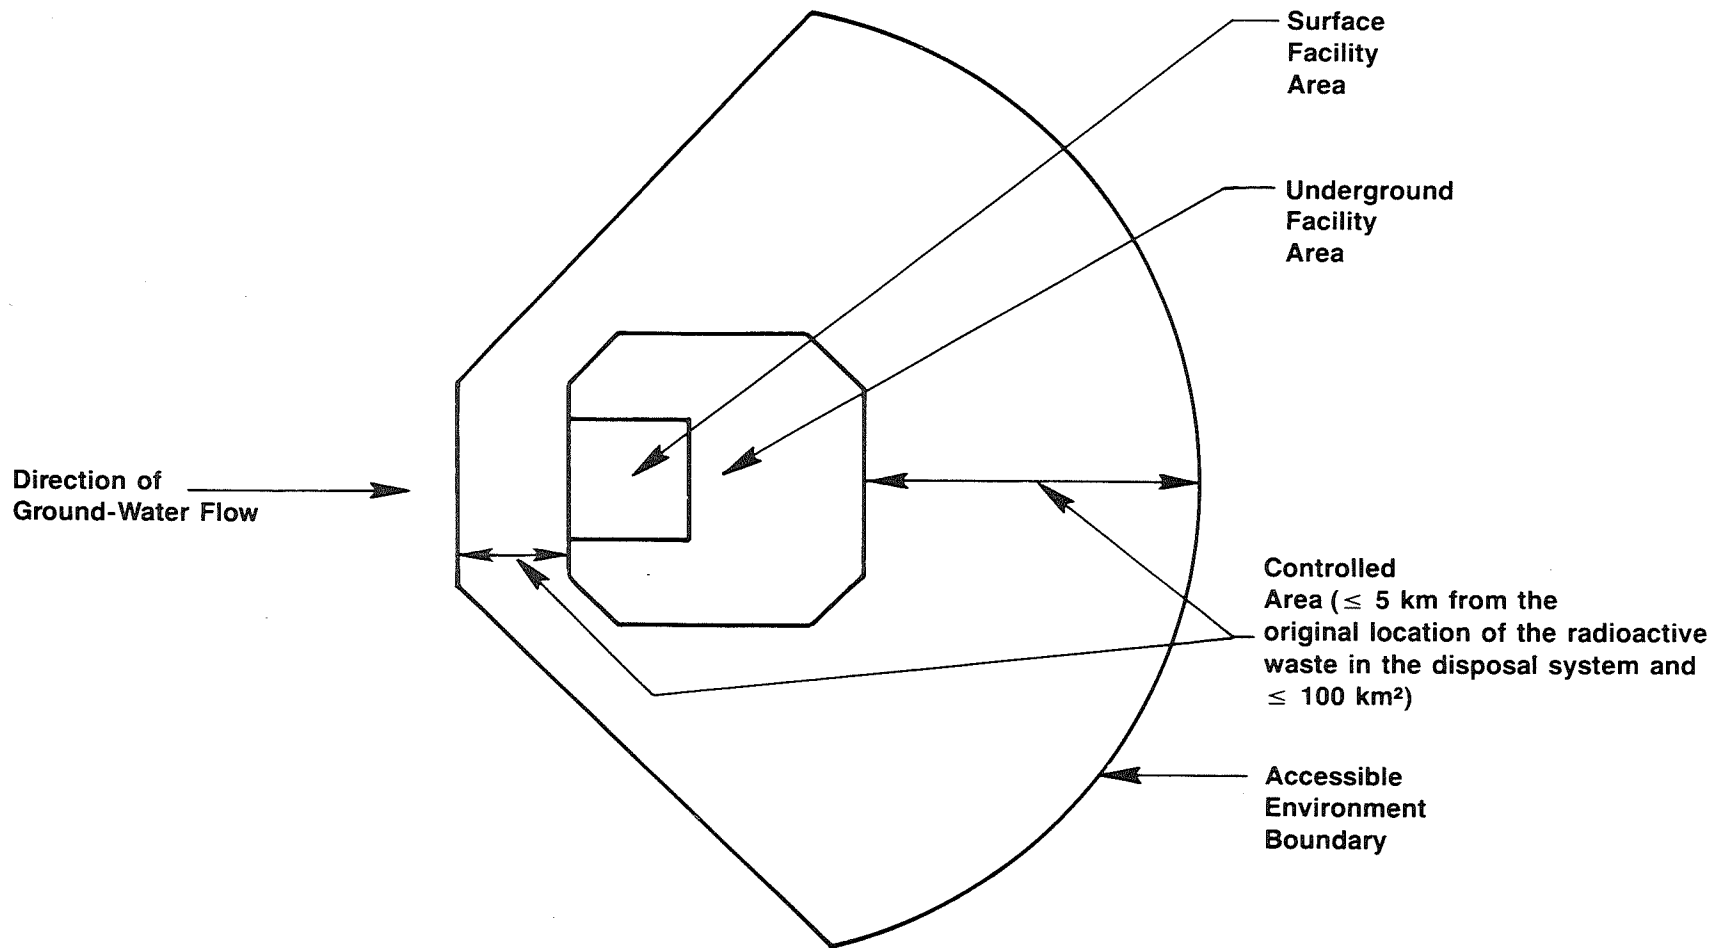 Surface
Facility
Area
Underground
Facility
Area
Direction of
Ground-Water Flow
Controlled
Area (≤ 5 km from the
original location of the radioactive
waste in the disposal system and
≤ 100 km²)
Accessible
Environment
Boundary